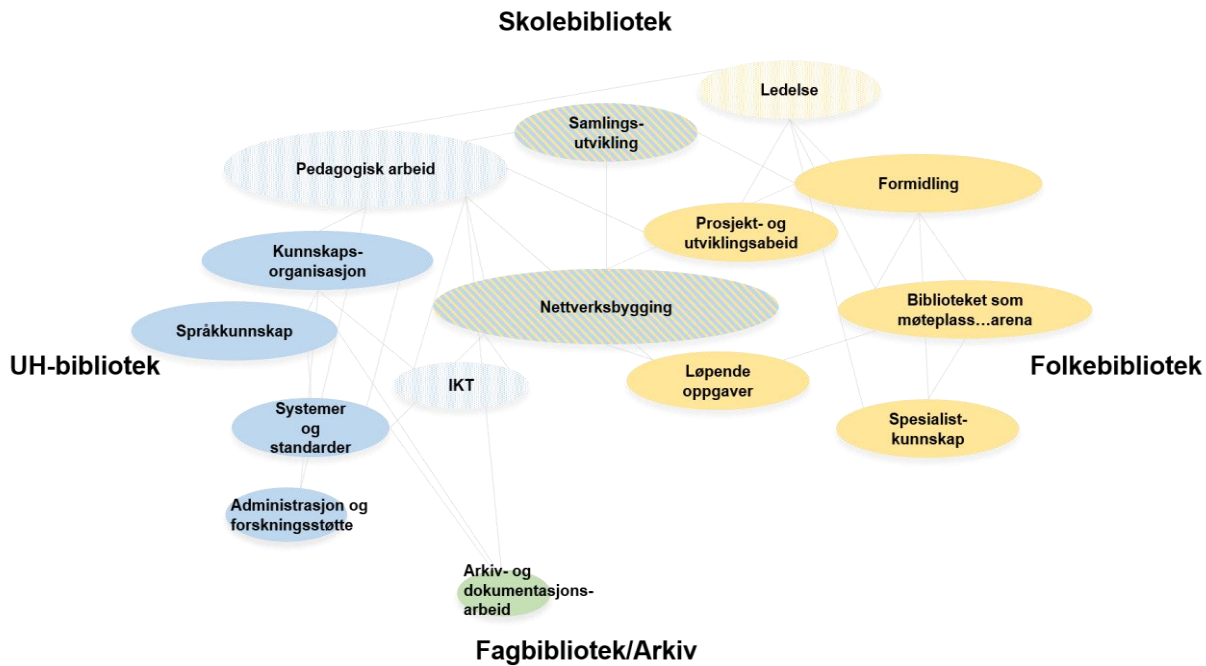 Skolebibliotek
Ledelse
Samlings-
utvikling
Pedagogisk arbeid
Formidling
Prosjekt- og
utviklingsabeid
Kunnskaps-
organisasjon
Nettverksbygging
Biblioteket som
møteplass…arena
Språkkunnskap
UH-bibliotek
Folkebibliotek
IKT
Løpende
oppgaver
Systemer
og
standarder
Spesialist-
kunnskap
Administrasjon og
forskningsstøtte
Arkiv- og
dokumentasjons-
arbeid
Fagbibliotek/Arkiv